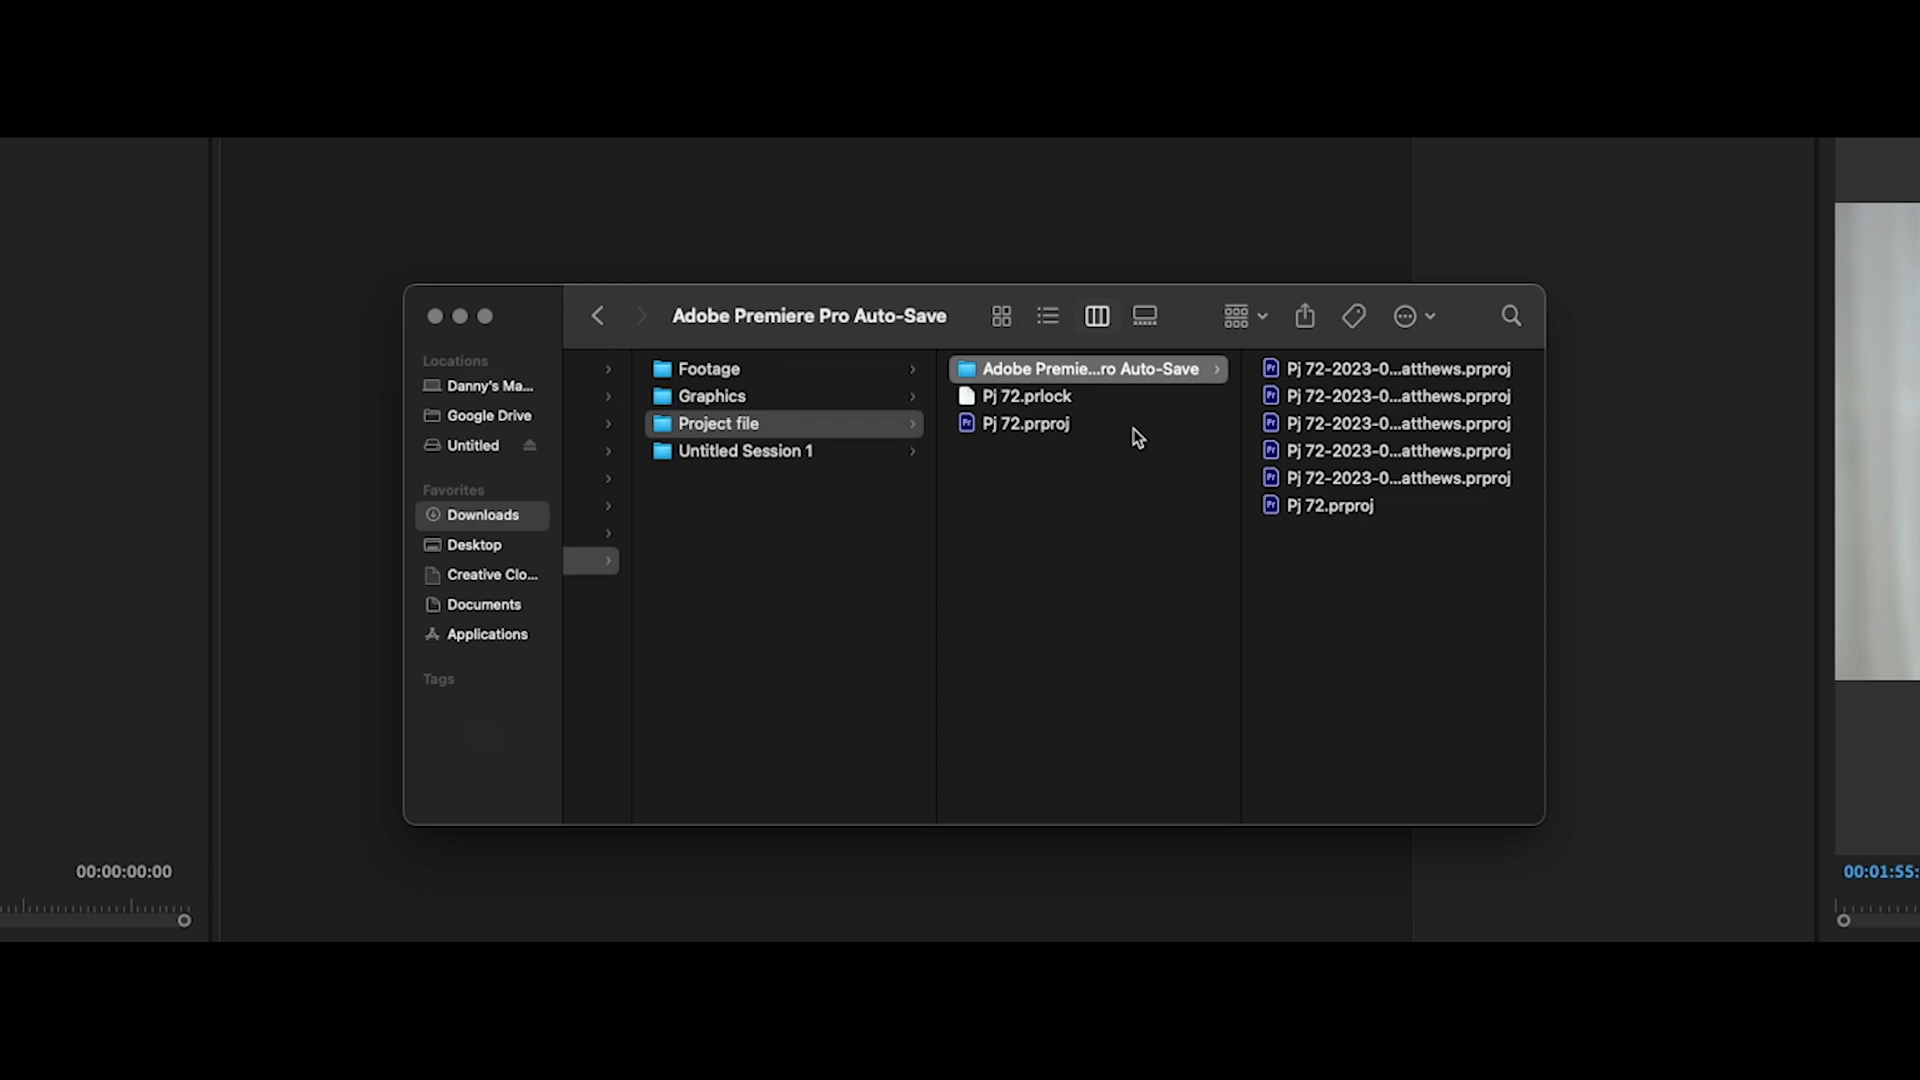 Adobe Premiere Pro Auto-Save
Locations
Danny's Ma...
Google Drive
Untitled
Favorites
Downloads
Desktop
Creative Clo...
Documents
Applications
Tags
Footage
Graphics
Project file
Untitled Session 1
Adobe Premie...ro Auto-Save
Pj 72.prlock
Pj 72.prproj
Pj 72-2023-0...atthews.prproj
Pj 72-2023-0...atthews.prproj
Pj 72-2023-0...atthews.prproj
Pj 72-2023-0...atthews.prproj
Pj 72-2023-0...atthews.prproj
Pj 72.prproj
00:00:00:00
00:01:55: